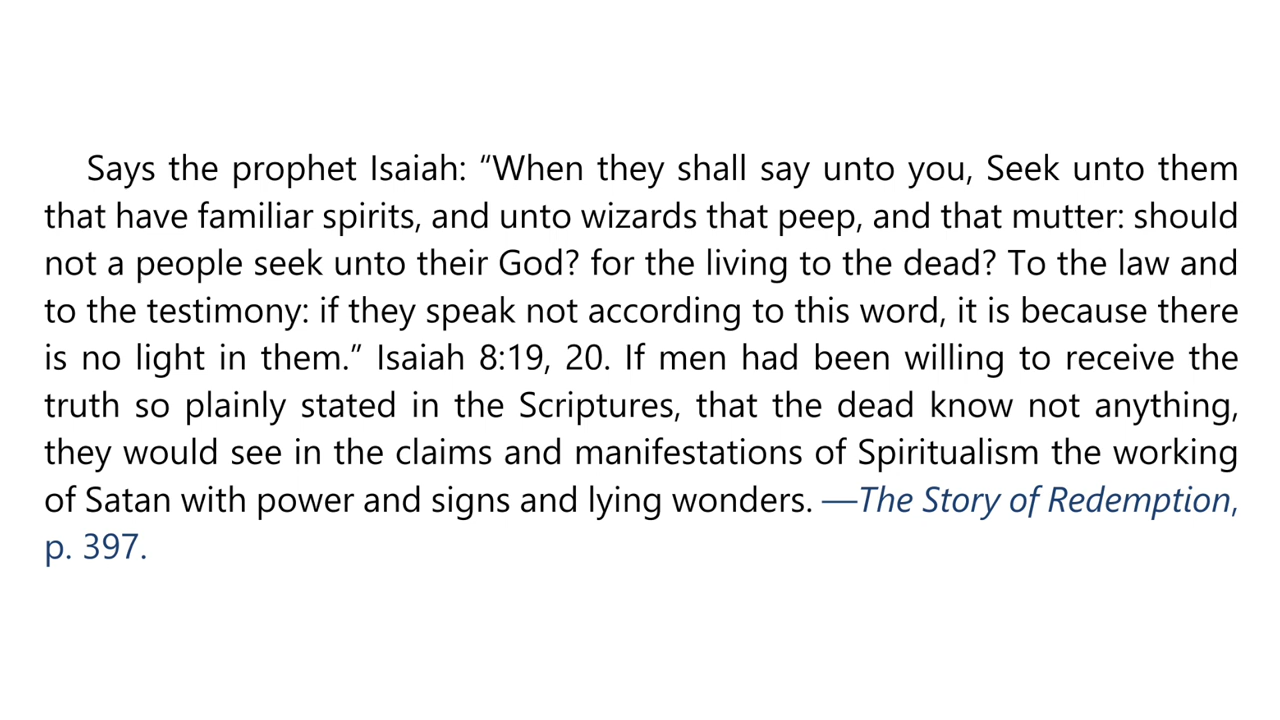 Says the prophet Isaiah: “When they shall say unto you, Seek unto them
that have familiar spirits, and unto wizards that peep, and that mutter: should
not a people seek unto their God? for the living to the dead? To the law and
to the testimony: if they speak not according to this word, it is because there
is no light in them.” Isaiah 8:19, 20. If men had been willing to receive the
truth so plainly stated in the Scriptures, that the dead know not anything,
they would see in the claims and manifestations of Spiritualism the working
of Satan with power and signs and lying wonders. —The Story of Redemption,
p. 397.